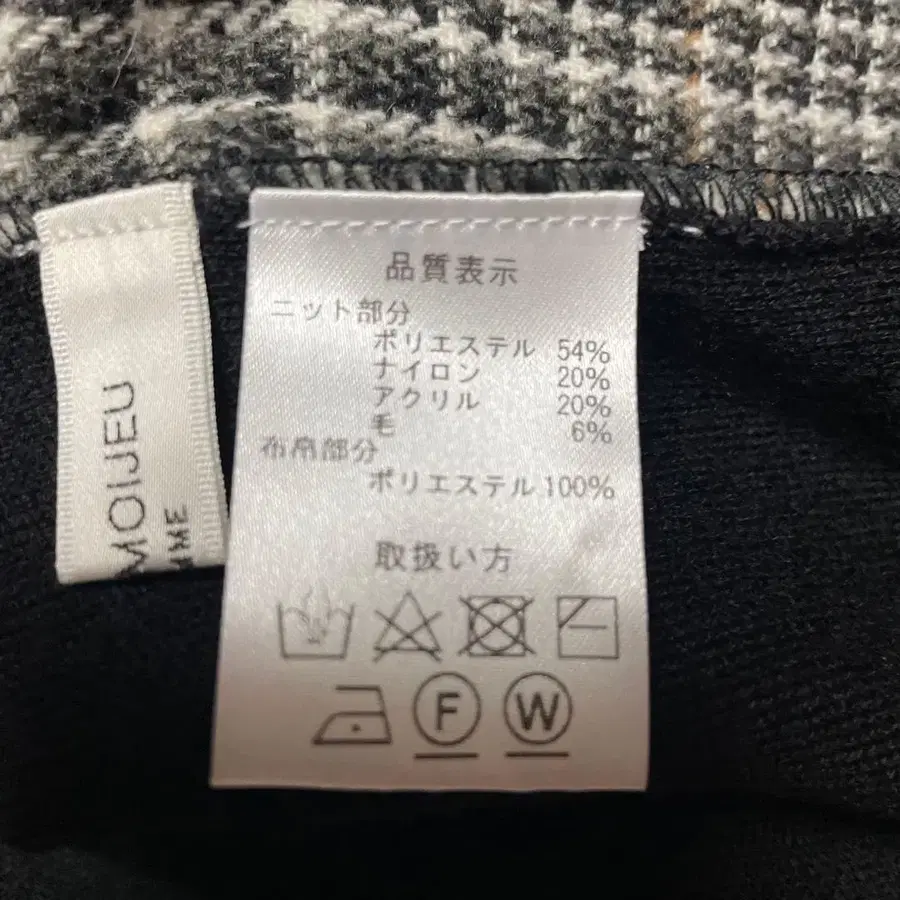 MOIJEU
MME
品質表示
ニット部分
ポリエステル 54%
ナイロン 20%
アクリル 20%
毛 6%
布帛部分
ポリエステル 100%
取扱い方
F W